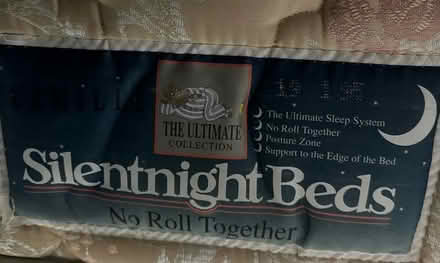 THE ULTIMATE
COLLECTION
The Ultimate Sleep System
No Roll Together
Posture Zone
Support to the Edge of the Bed
Silentnight Beds
No Roll Together